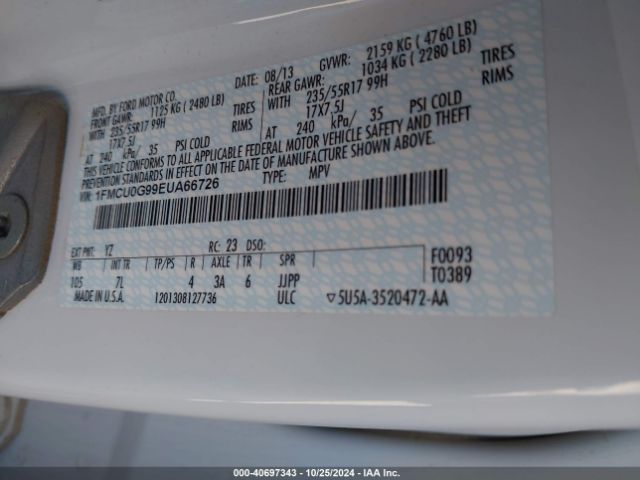 MFD. BY FORD MOTOR CO.
DATE: 08/13 GVWR: 2159 KG ( 4760 LB)
FRONT GAWR: 1125 KG ( 2480 LB) REAR GAWR: 1034 KG ( 2280 LB)
WITH 235/55R17 99H TIRES WITH 235/55R17 99H TIRES
17X7.5J RIMS 17X7.5J RIMS
AT 240 kPa/ 35 PSI COLD AT 240 kPa/ 35 PSI COLD
THIS VEHICLE CONFORMS TO ALL APPLICABLE FEDERAL MOTOR VEHICLE SAFETY AND THEFT
PREVENTION STANDARDS IN EFFECT ON THE DATE OF MANUFACTURE SHOWN ABOVE.
VIN: 1FMCU0G99EUA66726 TYPE: MPV
EXT PNT: YZ RC: 23 DSO: F0093
WB INT TR TP/PS R AXLE TR SPR T0389
105 7L 4 3A 6 JJPP
MADE IN U.S.A. 1201308127736 ULC ▽5U5A-3520472-AA
000-40697343 | 10/25/2024 | IAA Inc.